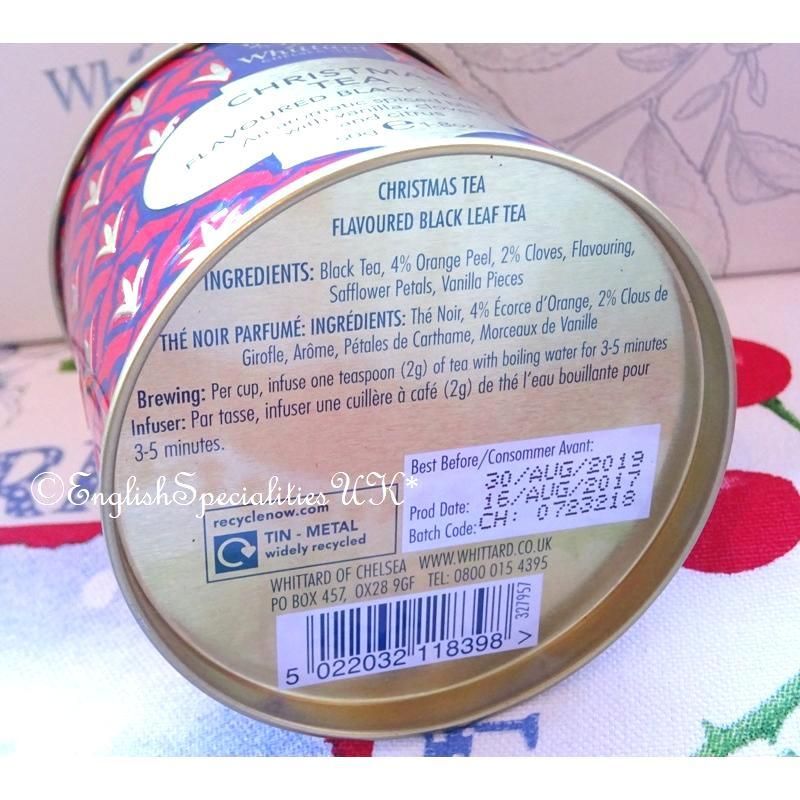 Whittard
CHRISTMAS
TEA
FLAVOURED BLACK LEAF
CHRISTMAS TEA
FLAVOURED BLACK LEAF TEA
INGREDIENTS: Black Tea, 4% Orange Peel, 2% Cloves, Flavouring,
Safflower Petals, Vanilla Pieces
THÉ NOIR PARFUMÉ: INGRÉDIENTS: Thé Noir, 4% Écorce d'Orange, 2% Clous de
Girofle, Arôme, Pétales de Carthame, Morceaux de Vanille
Brewing: Per cup, infuse one teaspoon (2g) of tea with boiling water for 3-5 minutes
Infuser: Par tasse, infuser une cuillère à café (2g) de thé l'eau bouillante pour
3-5 minutes.
Best Before/Consommer Avant:
30/AUG/2019
Prod Date: 16/AUG/2017
Batch Code: CH: 0723218
©EnglishSpecialitiesUK*
recyclenow.com
TIN - METAL
widely recycled
WHITTARD OF CHELSEA WWW.WHITTARD.CO.UK
PO BOX 457, OX28 9GF TEL: 0800 015 4395
5 022032 118398 >
327957